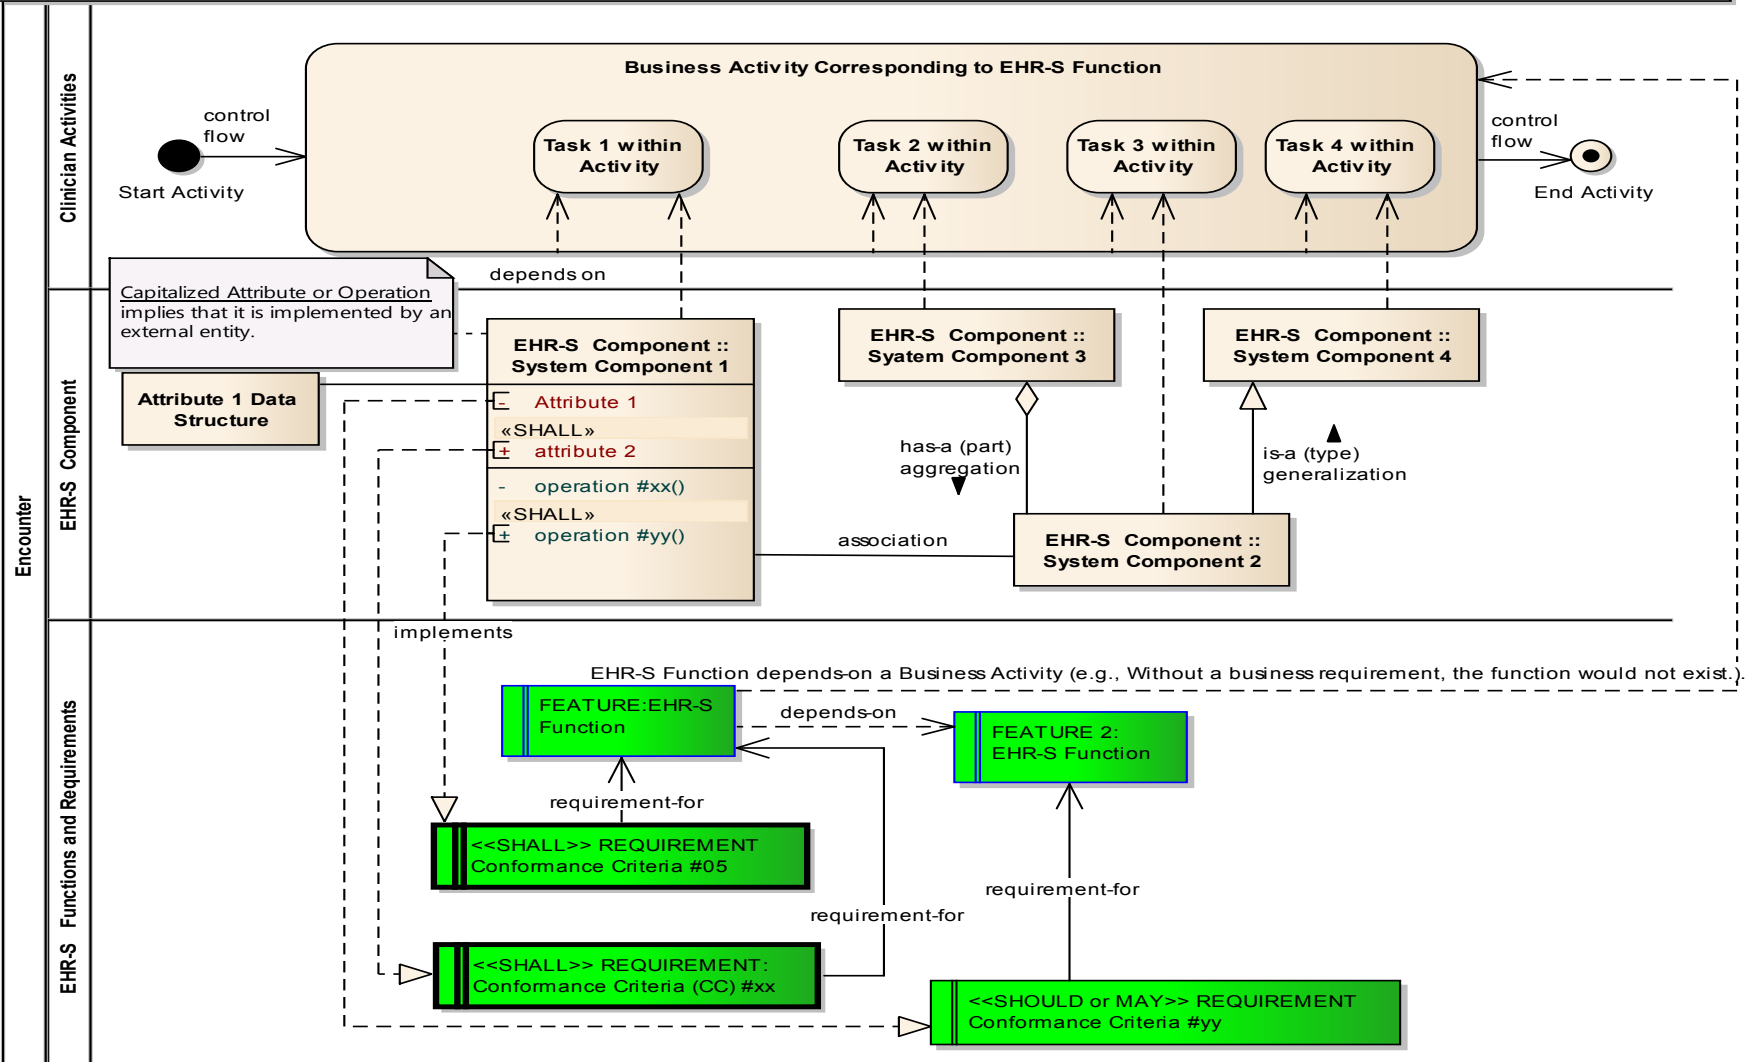 Encounter
Clinician Activities
Business Activity Corresponding to EHR-S Function
control
flow
Start Activity
Task 1 within
Activity
Task 2 within
Activity
Task 3 within
Activity
Task 4 within
Activity
control
flow
End Activity
depends on
Capitalized Attribute or Operation
implies that it is implemented by an
external entity.
EHR-S Component
Attribute 1 Data
Structure
EHR-S Component ::
System Component 1
- Attribute 1
«SHALL»
+ attribute 2
- operation #xx()
«SHALL»
+ operation #yy()
EHR-S Component ::
Syatem Component 3
EHR-S Component ::
System Component 4
has-a (part)
aggregation
is-a (type)
generalization
association
EHR-S Component ::
System Component 2
EHR-S Functions and Requirements
implements
EHR-S Function depends-on a Business Activity (e.g., Without a business requirement, the function would not exist.).
FEATURE:EHR-S
Function
depends-on
FEATURE 2:
EHR-S Function
requirement-for
<<SHALL>> REQUIREMENT
Conformance Criteria #05
requirement-for
requirement-for
<<SHALL>> REQUIREMENT:
Conformance Criteria (CC) #xx
<<SHOULD or MAY>> REQUIREMENT
Conformance Criteria #yy